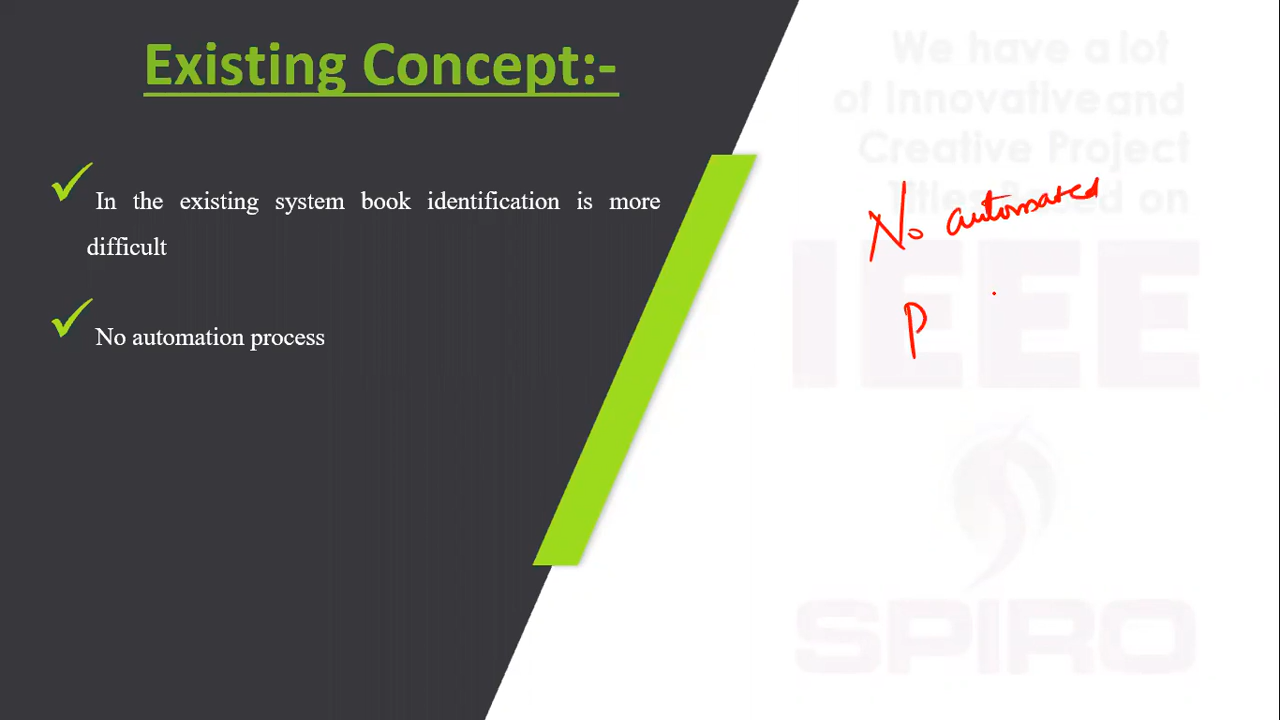 Existing Concept:-
In the existing system book identification is more
difficult
No automation process
We have a lot
of Innovative and
Creative Project
Titles Based on
IEEE
SPIRO
No automated
P